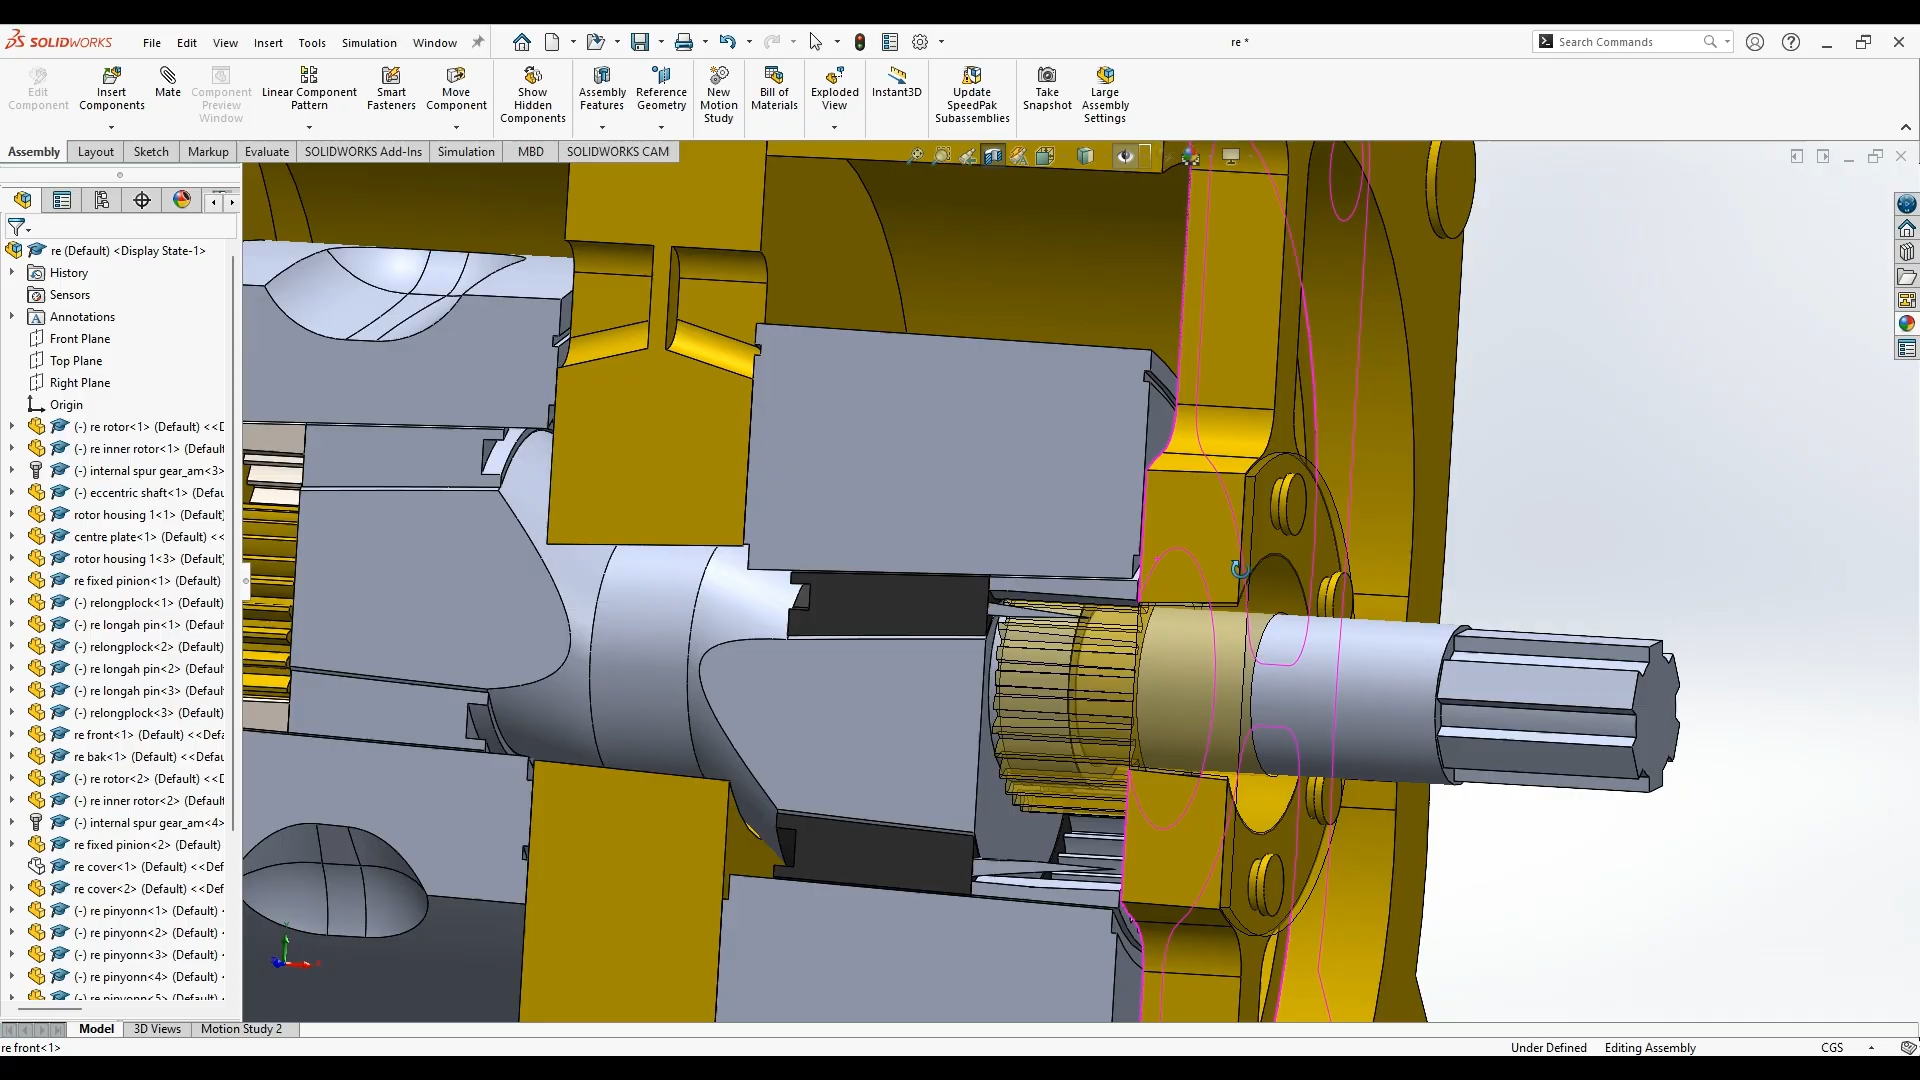 SOLIDWORKS File Edit View Insert Tools Simulation Window re * Search Commands
Edit Component
Insert Components
Mate
Component Preview Window
Linear Component Pattern
Smart Fasteners
Move Component
Show Hidden Components
Assembly Features
Reference Geometry
New Motion Study
Bill of Materials
Exploded View
Instant3D
Update SpeedPak Subassemblies
Take Snapshot
Large Assembly Settings
Assembly Layout Sketch Markup Evaluate SOLIDWORKS Add-Ins Simulation MBD SOLIDWORKS CAM
re (Default) <Display State-1>
History
Sensors
Annotations
Front Plane
Top Plane
Right Plane
Origin
(-) re rotor<1> (Default) <<D
(-) re inner rotor<1> (Default
(-) internal spur gear_am<3>
(-) eccentric shaft<1> (Defau
rotor housing 1<1> (Default)
centre plate<1> (Default) <<
rotor housing 1<3> (Default)
re fixed pinion<1> (Default)
(-) relongplock<1> (Default)
(-) re longah pin<1> (Default
(-) relongplock<2> (Default)
(-) re longah pin<2> (Default
(-) re longah pin<3> (Default
(-) relongplock<3> (Default)
re front<1> (Default) <<Defa
re bak<1> (Default) <<Defau
(-) re rotor<2> (Default) <<D
(-) re inner rotor<2> (Default
(-) internal spur gear_am<4>
re fixed pinion<2> (Default)
re cover<1> (Default) <<Def
re cover<2> (Default) <<Def
(-) re pinyonn<1> (Default)
(-) re pinyonn<2> (Default)
(-) re pinyonn<3> (Default)
(-) re pinyonn<4> (Default)
(-) re pinyonn<5> (Default)
Model 3D Views Motion Study 2
re front<1> Under Defined Editing Assembly CGS